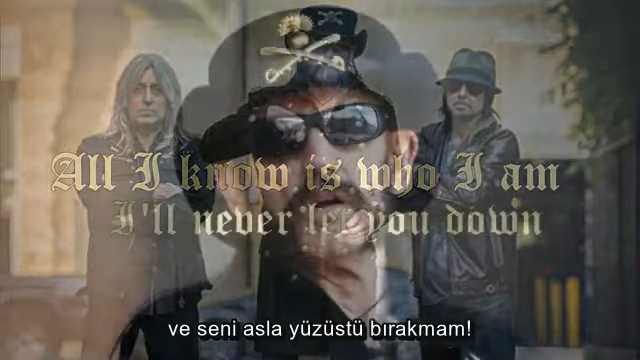 All I know is who I am
I'll never let you down
ve seni asla yüzüstü bırakmam!